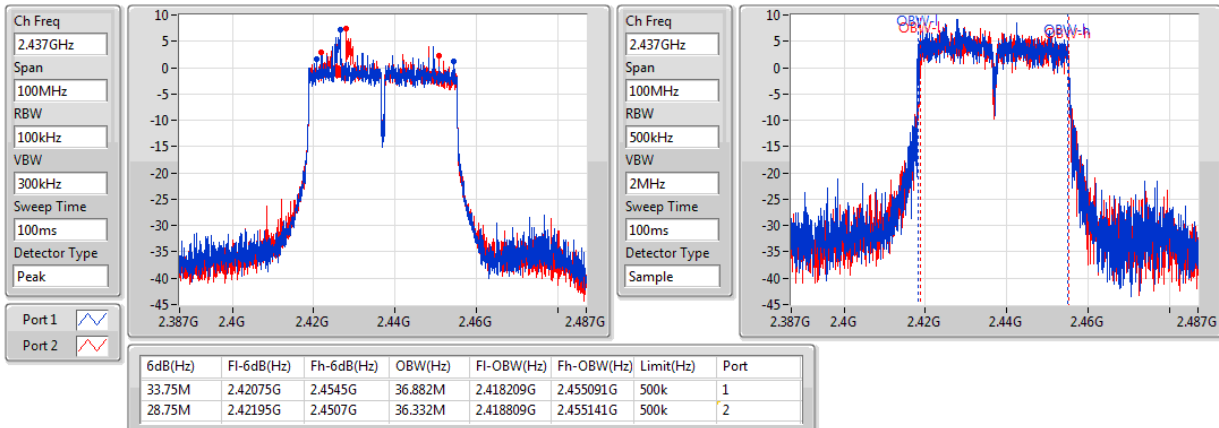 Ch Freq
2.437GHz
Span
100MHz
RBW
100kHz
VBW
300kHz
Sweep Time
100ms
Detector Type
Peak
Port 1
Port 2
10
5
0
-5
-10
-15
-20
-25
-30
-35
-40
-45
2.387G 2.4G 2.42G 2.44G 2.46G 2.487G
Ch Freq
2.437GHz
Span
100MHz
RBW
500kHz
VBW
2MHz
Sweep Time
100ms
Detector Type
Sample
10
5
0
-5
-10
-15
-20
-25
-30
-35
-40
-45
OBW-l OBW-h
2.387G 2.4G 2.42G 2.44G 2.46G 2.487G
6dB(Hz) Fl-6dB(Hz) Fh-6dB(Hz) OBW(Hz) Fl-OBW(Hz) Fh-OBW(Hz) Limit(Hz) Port
33.75M 2.42075G 2.4545G 36.882M 2.418209G 2.455091G 500k 1
28.75M 2.42195G 2.4507G 36.332M 2.418809G 2.455141G 500k 2